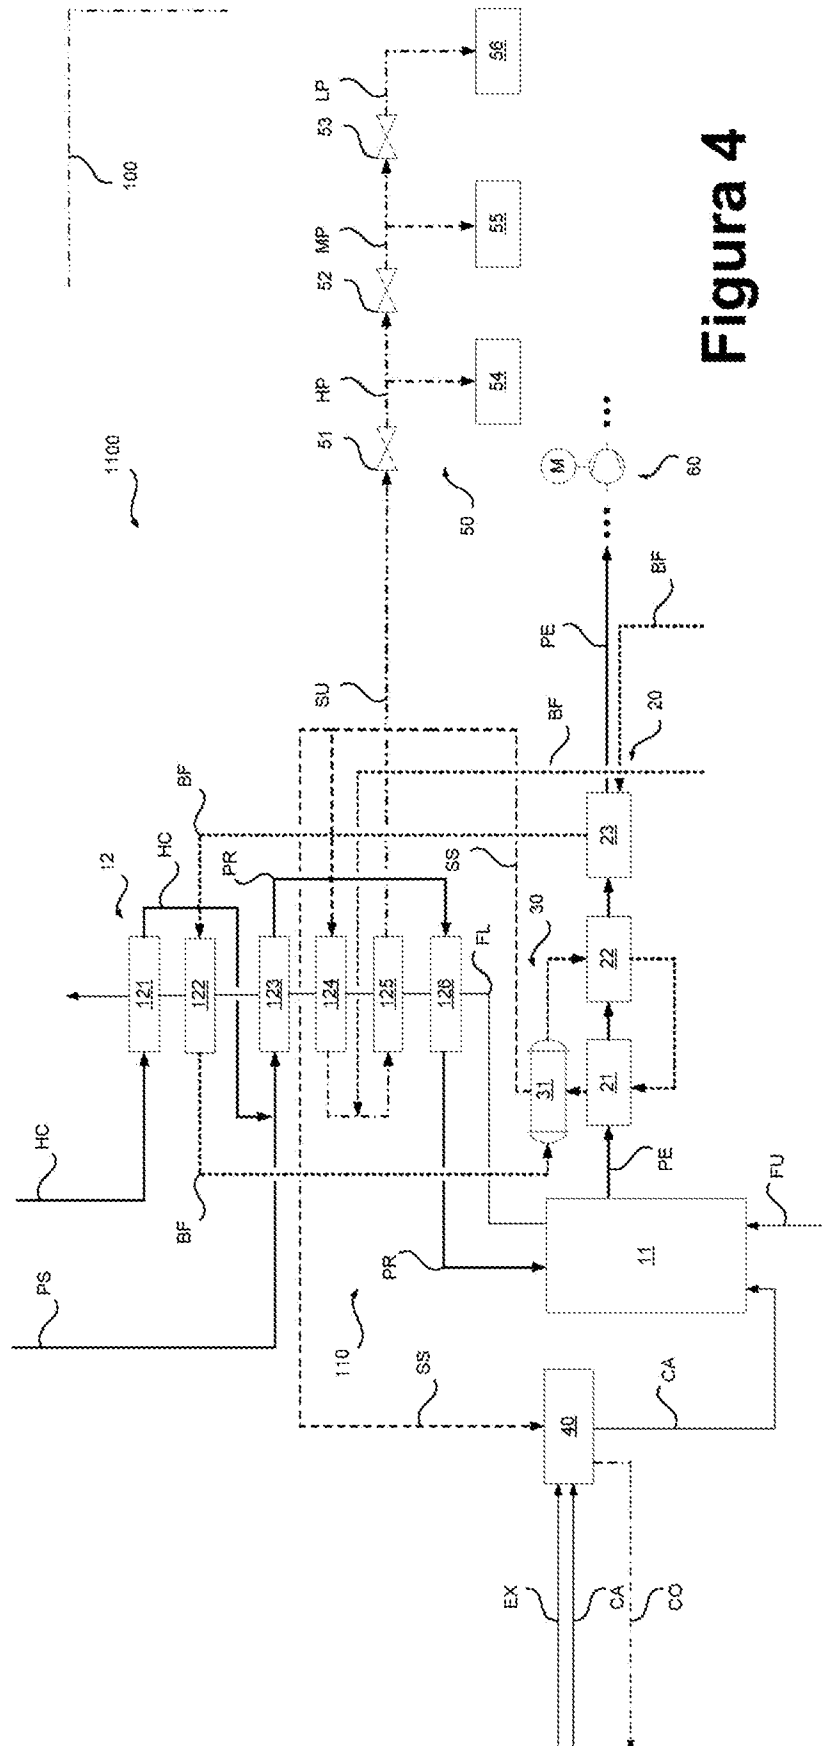 PS
HC
12
1100
100
121
HC
BF
122
BF
PR
123
110
124
SU
51
HP
52
MP
53
LP
PR
125
SS
126
SS
FL
50
54
55
56
EX
30
31
BF
M
40
PE
CA
11
21
22
23
20
CO
CA
PE
BF
60
FU
Figura 4